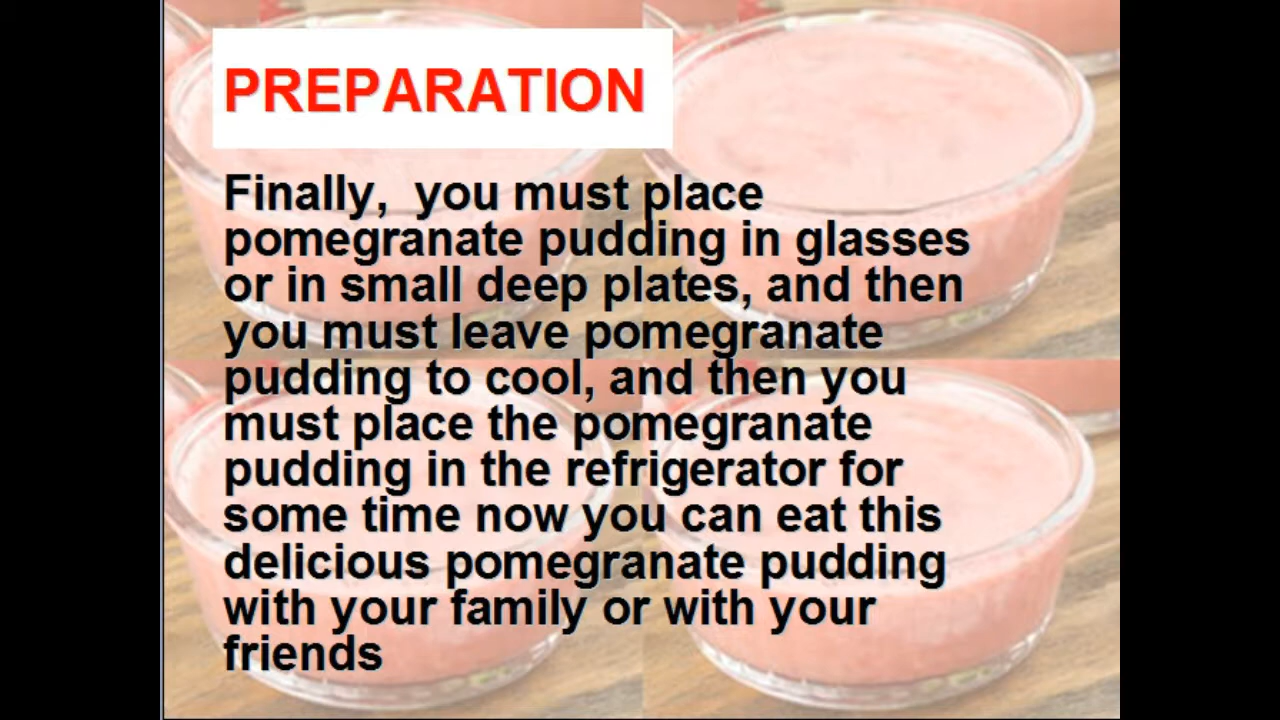 PREPARATION
Finally,  you must place
pomegranate pudding in glasses
or in small deep plates, and then
you must leave pomegranate
pudding to cool, and then you
must place the pomegranate
pudding in the refrigerator for
some time now you can eat this
delicious pomegranate pudding
with your family or with your
friends